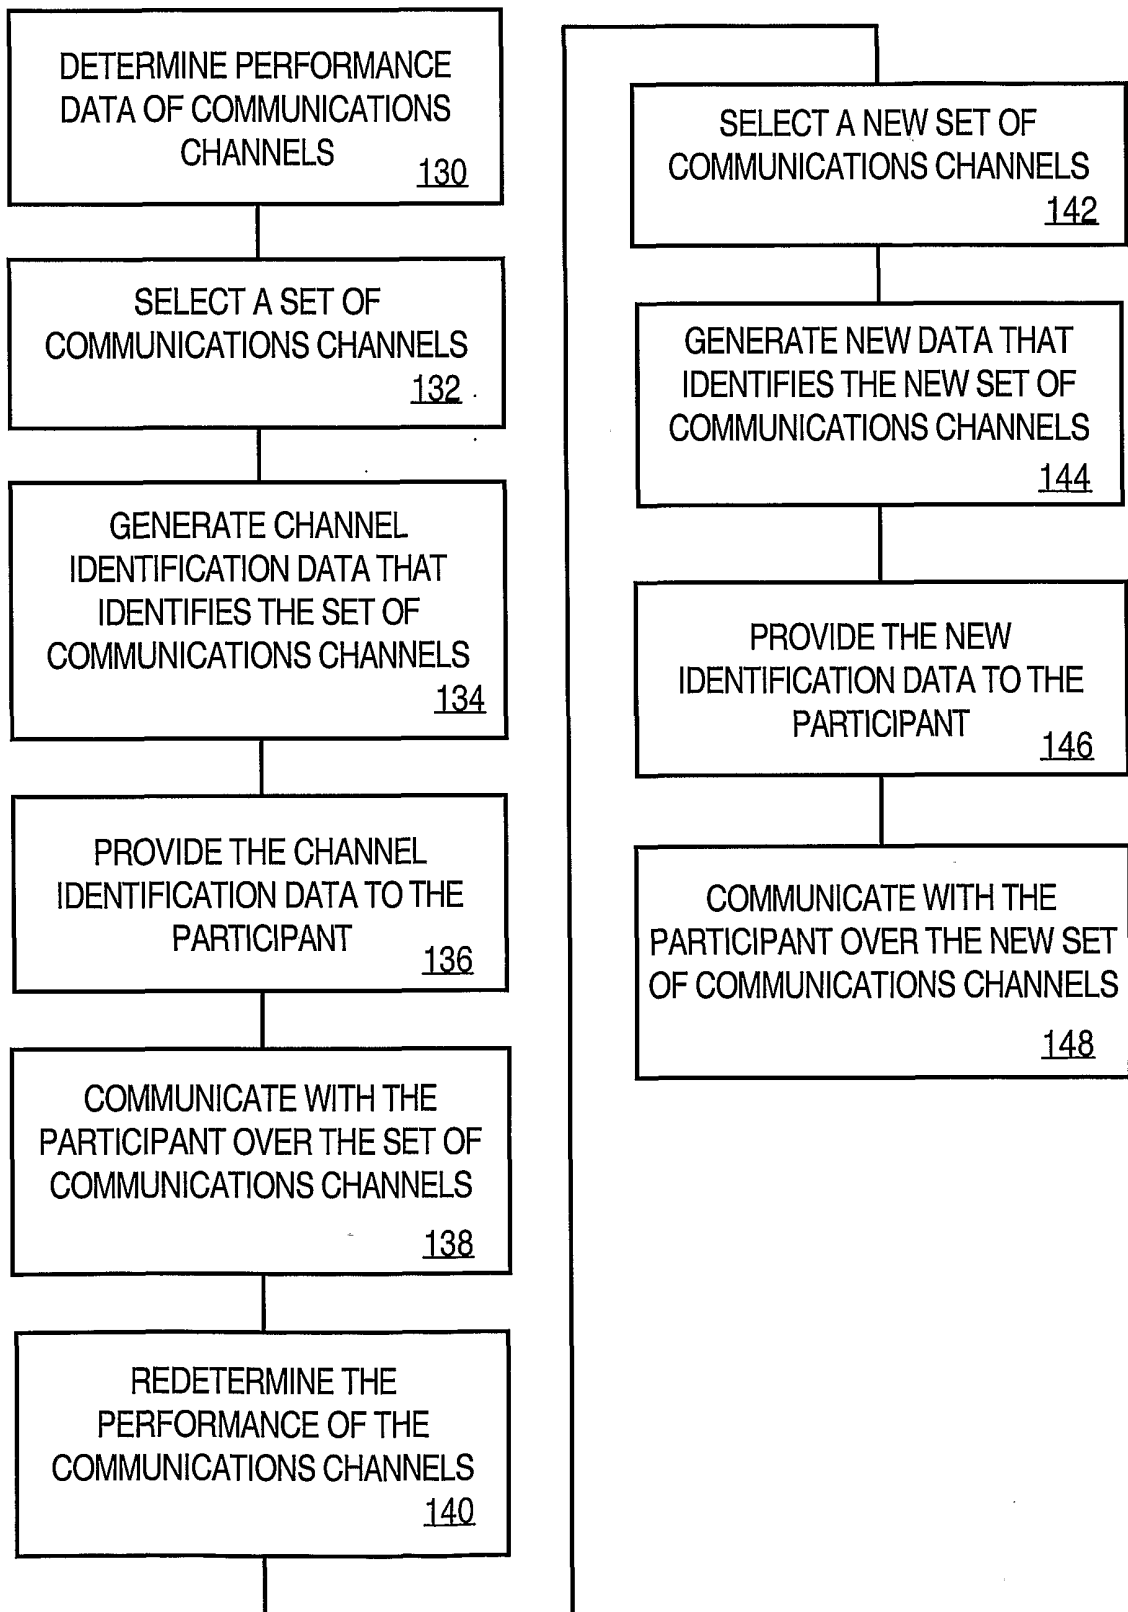 DETERMINE PERFORMANCE
DATA OF COMMUNICATIONS
CHANNELS
130
SELECT A SET OF
COMMUNICATIONS CHANNELS
132
GENERATE CHANNEL
IDENTIFICATION DATA THAT
IDENTIFIES THE SET OF
COMMUNICATIONS CHANNELS
134
PROVIDE THE CHANNEL
IDENTIFICATION DATA TO THE
PARTICIPANT
136
COMMUNICATE WITH THE
PARTICIPANT OVER THE SET OF
COMMUNICATIONS CHANNELS
138
REDETERMINE THE
PERFORMANCE OF THE
COMMUNICATIONS CHANNELS
140
SELECT A NEW SET OF
COMMUNICATIONS CHANNELS
142
GENERATE NEW DATA THAT
IDENTIFIES THE NEW SET OF
COMMUNICATIONS CHANNELS
144
PROVIDE THE NEW
IDENTIFICATION DATA TO THE
PARTICIPANT
146
COMMUNICATE WITH THE
PARTICIPANT OVER THE NEW SET
OF COMMUNICATIONS CHANNELS
148